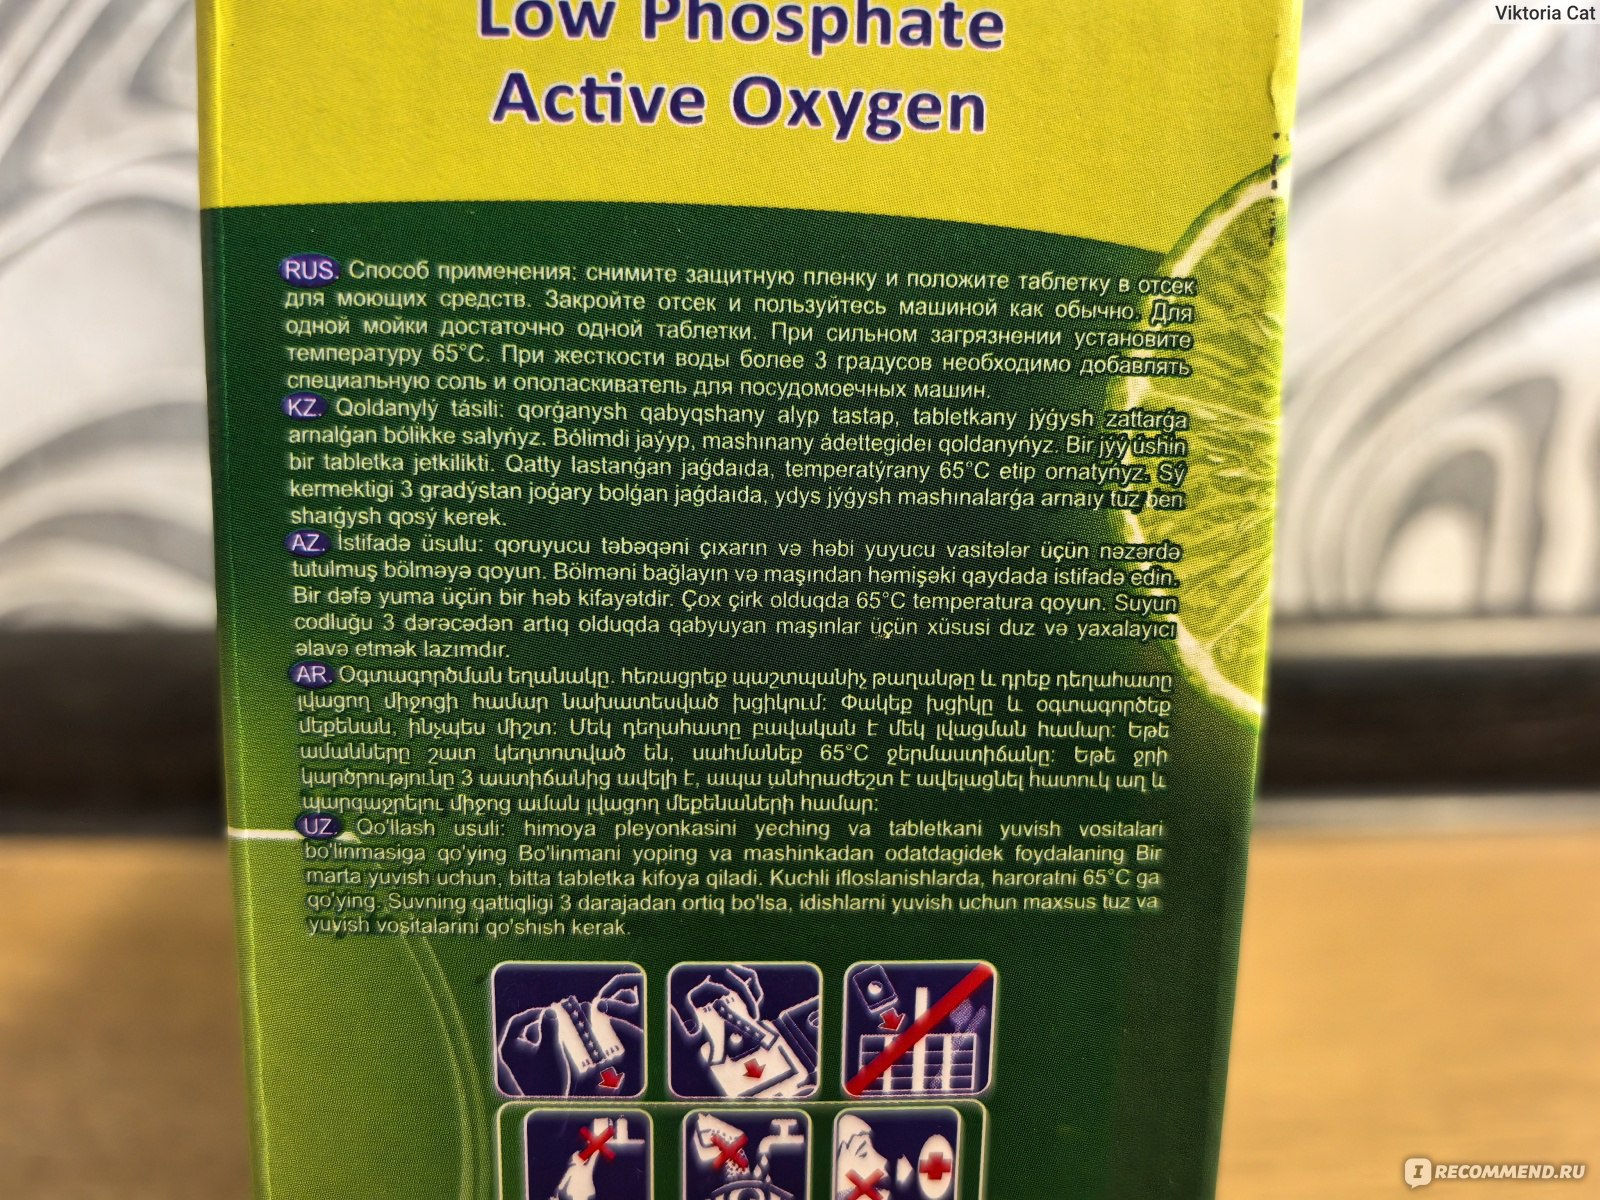 Viktoria Cat
Low Phosphate
Active Oxygen
RUS. Способ применения: снимите защитную пленку и положите таблетку в отсек
для моющих средств. Закройте отсек и пользуйтесь машиной как обычно. Для
одной мойки достаточно одной таблетки. При сильном загрязнении установите
температуру 65°C. При жесткости воды более 3 градусов необходимо добавлять
специальную соль и ополаскиватель для посудомоечных машин.
KZ. Qoldanylý tásili: qorǵanysh qabyqshany alyp tastap, tabletkany jýǵysh zattarǵa
arnalǵan bólikke salyńyz. Bólimdi jaýyp, mashınany ádettegideı qoldanyńyz. Bir jýý úshin
bir tabletka jetkilikti. Qatty lastanǵan jaǵdaıda, temperatýrany 65°C etip ornatyńyz. Sý
kermektigi 3 gradýstan joǵary bolǵan jaǵdaıda, ydys jýǵysh mashınalarǵa arnaıy tuz ben
shaıǵysh qosý kerek.
AZ. İstifadə üsulu: qoruyucu təbəqəni çıxarın və həbi yuyucu vasitələr üçün nəzərdə
tutulmuş bölməyə qoyun. Bölməni bağlayın və maşından həmişəki qaydada istifadə edin.
Bir dəfə yuma üçün bir həb kifayətdir. Çox çirk olduqda 65°C temperatura qoyun. Suyun
codluğu 3 dərəcədən artıq olduqda qabyuyan maşınlar üçün xüsusi duz və yaxalayıcı
əlavə etmək lazımdır.
AR. Օգտագործման եղանակը. հեռացրեք պաշտպանիչ թաղանթը և դրեք դեղահատը
լվացող միջոցի համար նախատեսված խցիկում: Փակեք խցիկը և օգտագործեք
մեքենան, ինչպես միշտ: Մեկ դեղահատը բավական է մեկ լվացման համար: Եթե
ամանները շատ կեղտոտված են, սահմանեք 65°C ջերմաստիճանը: Եթե ջրի
կարծրությունը 3 աստիճանից ավելի է, ապա անհրաժեշտ է ավելացնել հատուկ աղ և
պարզաջրելու միջոց աման լվացող մեքենաների համար:
UZ. Qo'llash usuli: himoya pleyonkasini yeching va tabletkani yuvish vositalari
bo'linmasiga qo'ying Bo'linmani yoping va mashinkadan odatdagidek foydalaning Bir
marta yuvish uchun, bitta tabletka kifoya qiladi. Kuchli ifloslanishlarda, haroratni 65°C ga
qo'ying. Suvning qattiqligi 3 darajadan ortiq bo'lsa, idishlarni yuvish uchun maxsus tuz va
yuvish vositalarini qo'shish kerak.
IRECOMMEND.RU